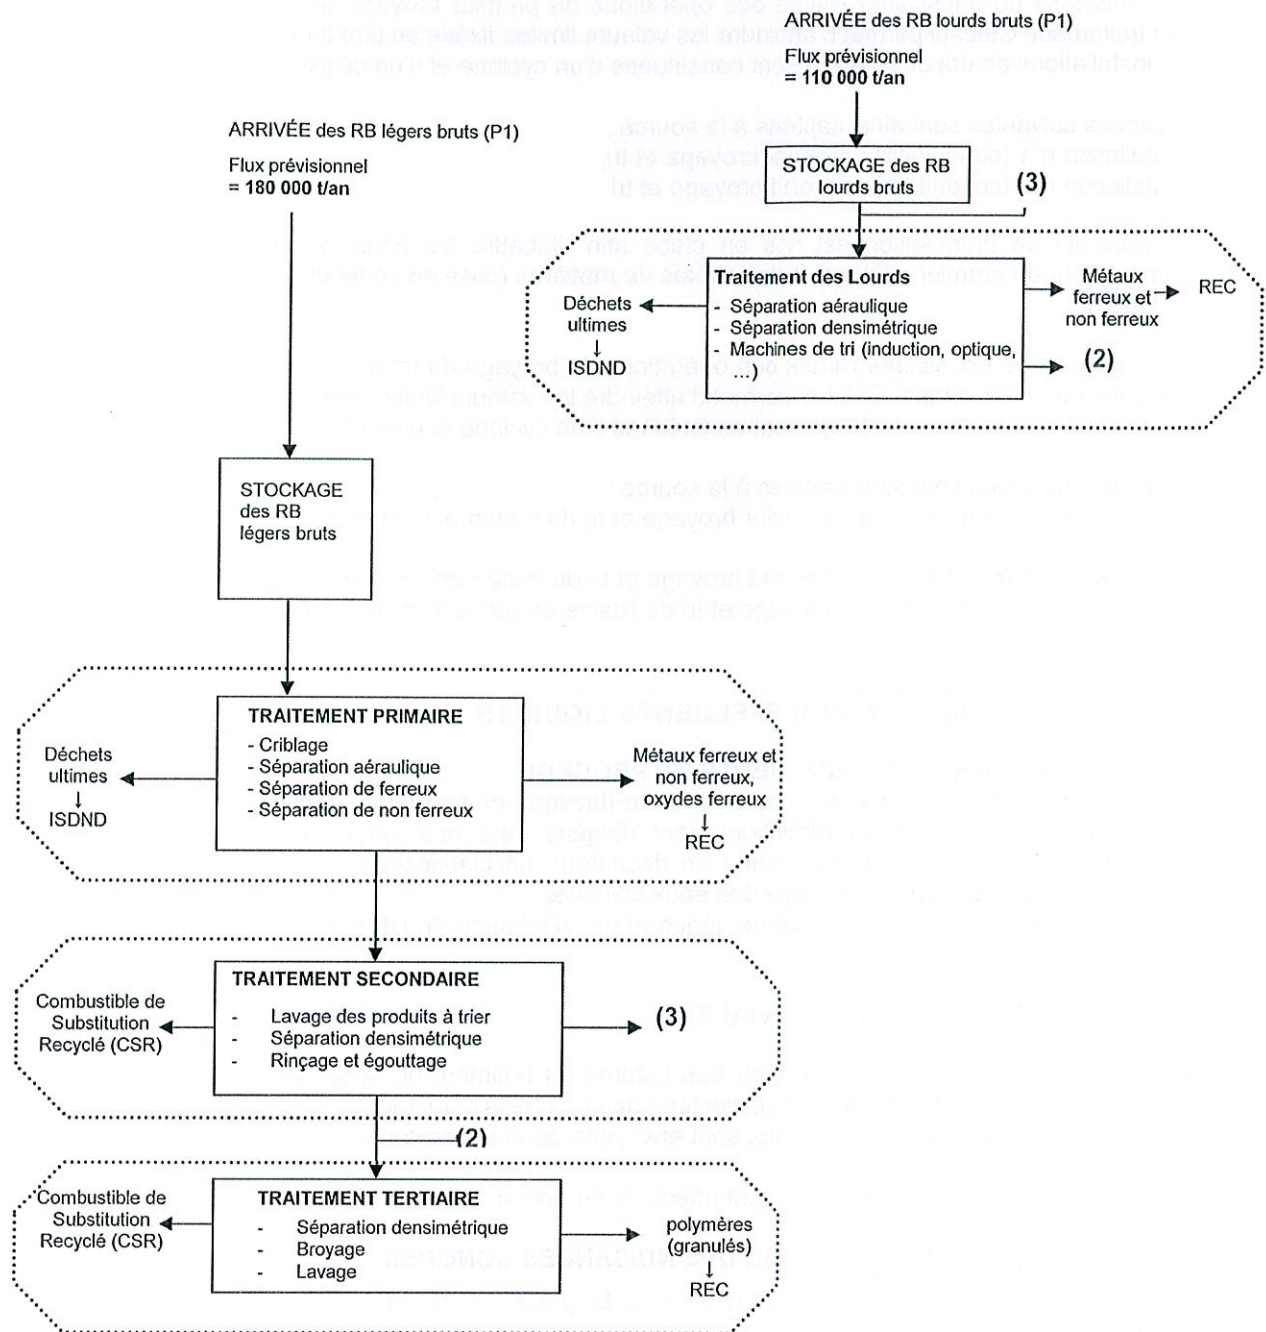 ARRIVÉE des RB lourds bruts (P1)
Flux prévisionnel
= 110 000 t/an
ARRIVÉE des RB légers bruts (P1)
Flux prévisionnel
= 180 000 t/an
STOCKAGE des RB
lourds bruts
(3)
Traitement des Lourds
- Séparation aéraulique
- Séparation densimétrique
- Machines de tri (induction, optique,
...)
Déchets
ultimes
↓
ISDND
Métaux
ferreux et
non ferreux
REC
(2)
STOCKAGE
des RB
légers bruts
TRAITEMENT PRIMAIRE
- Criblage
- Séparation aéraulique
- Séparation de ferreux
- Séparation de non ferreux
Déchets
ultimes
↓
ISDND
Métaux ferreux et
non ferreux,
oxydes ferreux
↓
REC
TRAITEMENT SECONDAIRE
- Lavage des produits à trier
- Séparation densimétrique
- Rinçage et égouttage
Combustible de
Substitution
Recyclé (CSR)
(3)
(2)
TRAITEMENT TERTIAIRE
- Séparation densimétrique
- Broyage
- Lavage
Combustible de
Substitution
Recyclé (CSR)
polymères
(granulés)
↓
REC